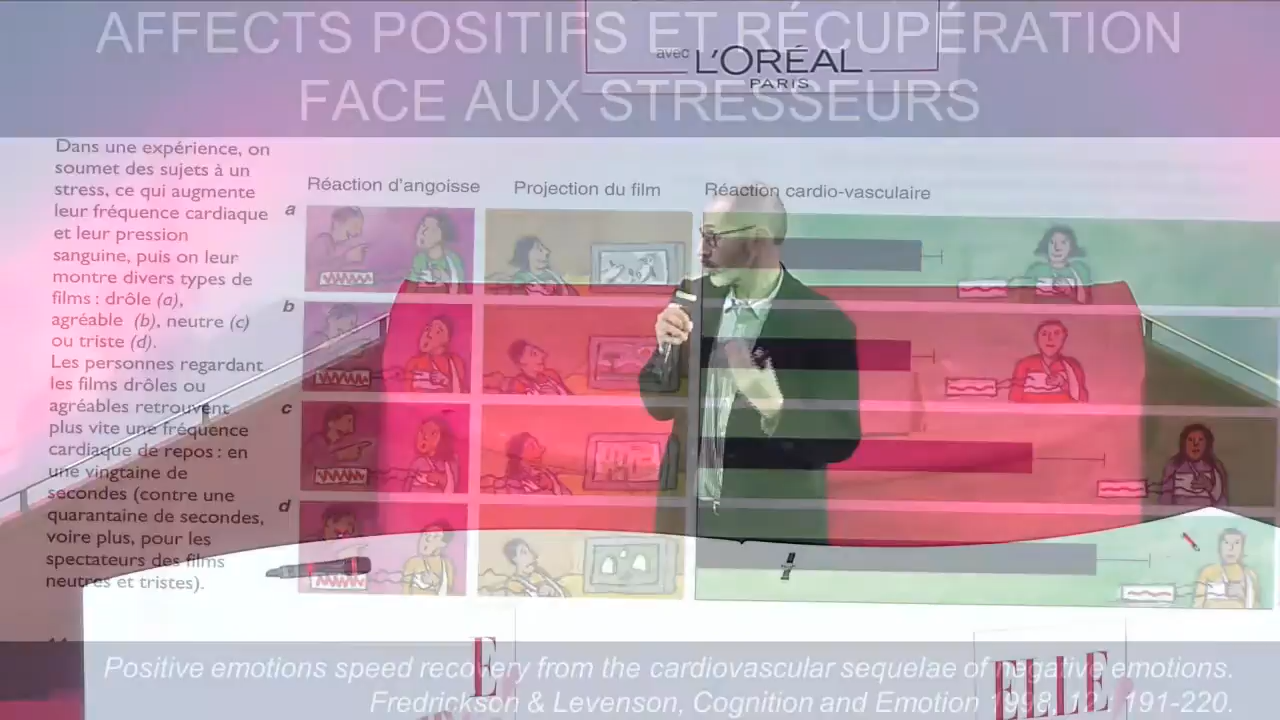 AFFECTS POSITIFS ET RÉCUPÉRATION
FACE AUX STRESSEURS
avec L'ORÉAL
PARIS
Dans une expérience, on
soumet des sujets à un
stress, ce qui augmente
leur fréquence cardiaque
et leur pression
sanguine, puis on leur
montre divers types de
films : drôle (a),
agréable (b), neutre (c)
ou triste (d).
Les personnes regardant
les films drôles ou
agréables retrouvent
plus vite une fréquence
cardiaque de repos : en
une vingtaine de
secondes (contre une
quarantaine de secondes,
voire plus, pour les
spectateurs des films
neutres et tristes).
Réaction d'angoisse
Projection du film
Réaction cardio-vasculaire
a
b
c
d
Positive emotions speed recovery from the cardiovascular sequelae of negative emotions.
Fredrickson & Levenson, Cognition and Emotion 1998, 12 : 191-220.
E
ELLE